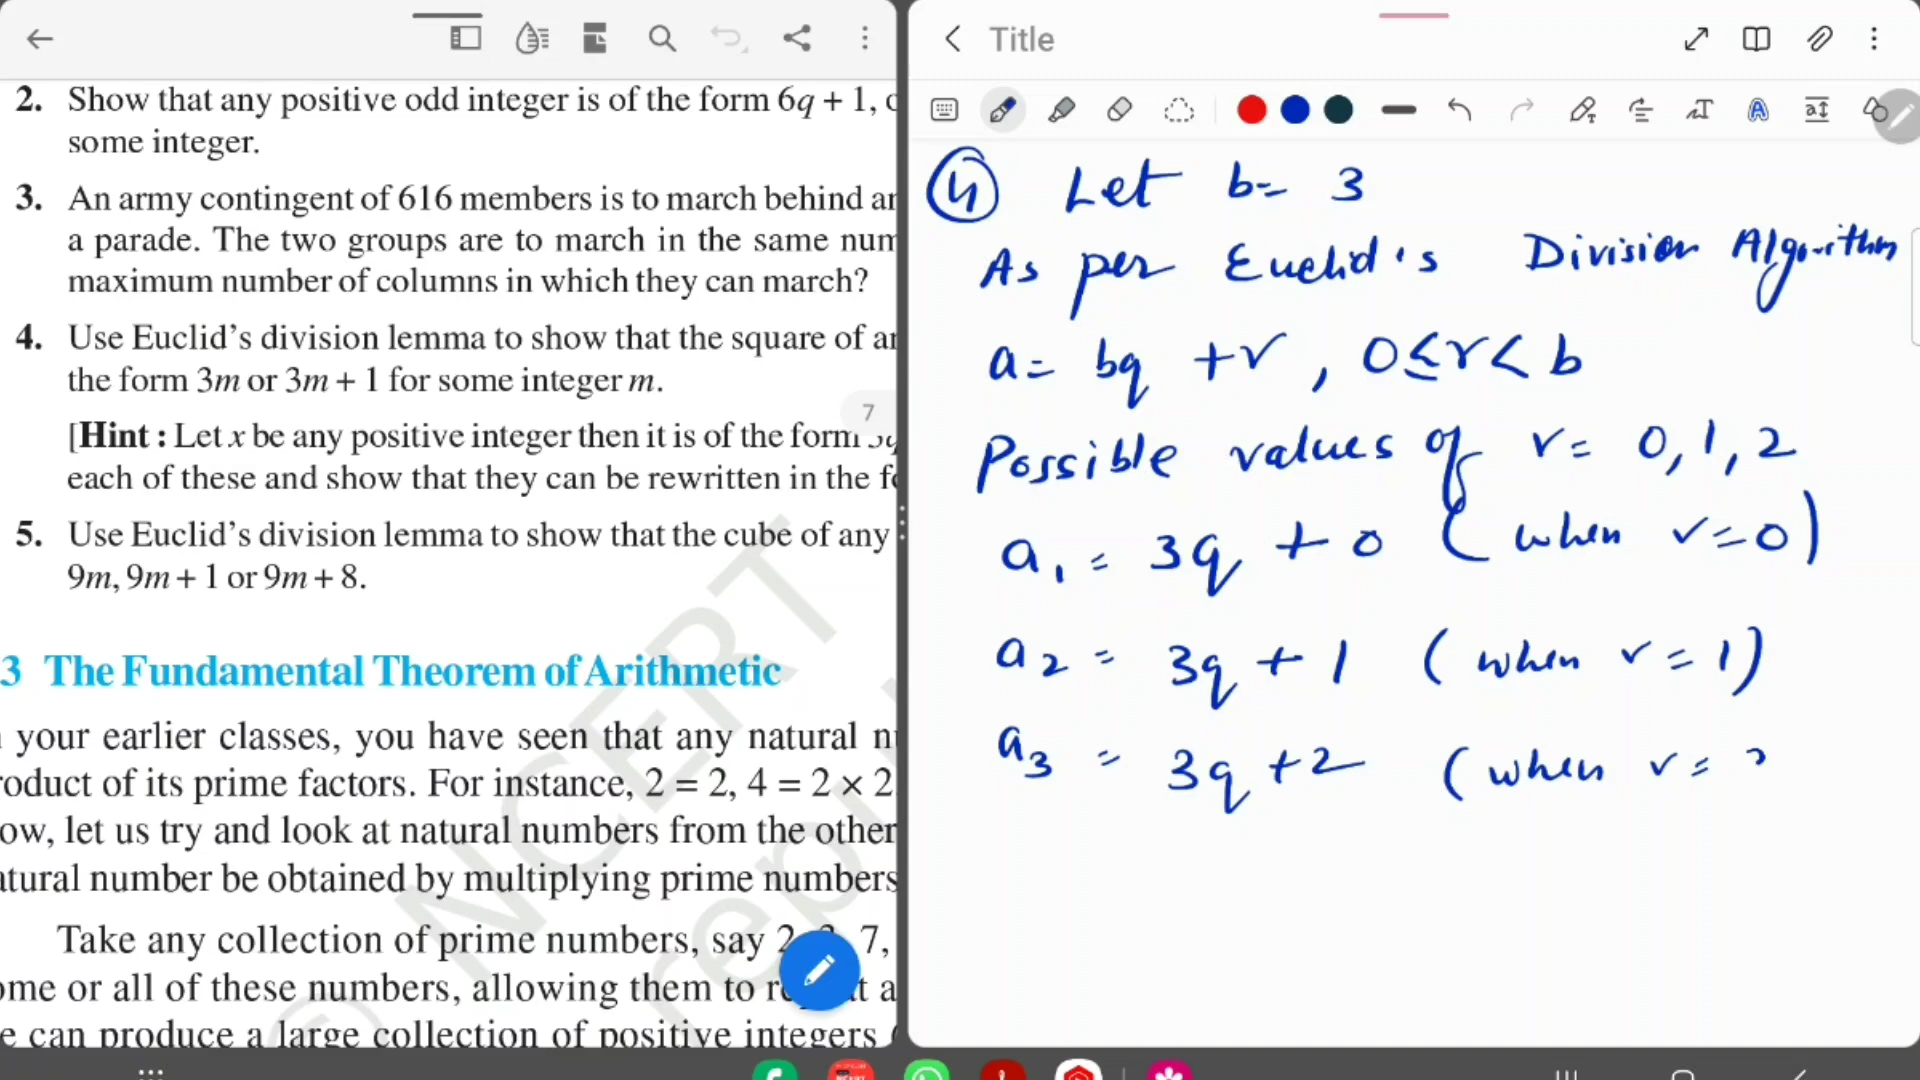 2. Show that any positive odd integer is of the form 6q + 1,
some integer.
3. An army contingent of 616 members is to march behind
a parade. The two groups are to march in the same
maximum number of columns in which they can march?
4. Use Euclid's division lemma to show that the square of
the form 3m or 3m + 1 for some integer m.
7
[Hint : Let x be any positive integer then it is of the form
each of these and show that they can be rewritten in the
5. Use Euclid's division lemma to show that the cube of any
9m, 9m + 1 or 9m + 8.
3 The Fundamental Theorem of Arithmetic
your earlier classes, you have seen that any natural
roduct of its prime factors. For instance, 2 = 2, 4 = 2 × 2
ow, let us try and look at natural numbers from the other
atural number be obtained by multiplying prime numbers
Take any collection of prime numbers, say 2, 7,
ome or all of these numbers, allowing them to
e can produce a large collection of positive integers
© NCERT
Title
4 Let b= 3
As per Euclid's Division Algorithm
a= bq +r, 0≤r< b
Possible values of r= 0,1,2
a1 = 3q + 0 (when r=0)
a2 = 3q + 1 (when r=1)
a3 = 3q +2 (when r=